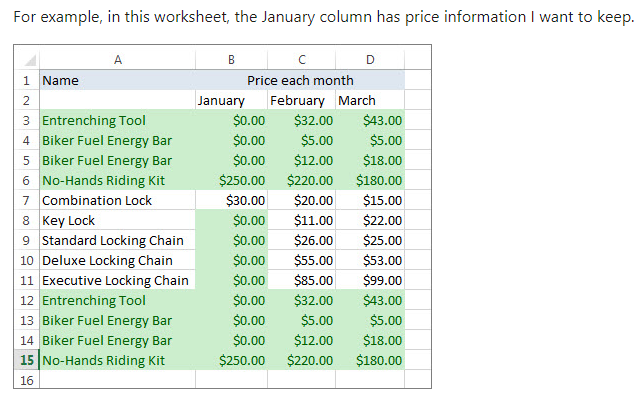 For example, in this worksheet, the January column has price information I want to keep.
A B C D
1 Name Price each month
2 January February March
3 Entrenching Tool $0.00 $32.00 $43.00
4 Biker Fuel Energy Bar $0.00 $5.00 $5.00
5 Biker Fuel Energy Bar $0.00 $12.00 $18.00
6 No-Hands Riding Kit $250.00 $220.00 $180.00
7 Combination Lock $30.00 $20.00 $15.00
8 Key Lock $0.00 $11.00 $22.00
9 Standard Locking Chain $0.00 $26.00 $25.00
10 Deluxe Locking Chain $0.00 $55.00 $53.00
11 Executive Locking Chain $0.00 $85.00 $99.00
12 Entrenching Tool $0.00 $32.00 $43.00
13 Biker Fuel Energy Bar $0.00 $5.00 $5.00
14 Biker Fuel Energy Bar $0.00 $12.00 $18.00
15 No-Hands Riding Kit $250.00 $220.00 $180.00
16